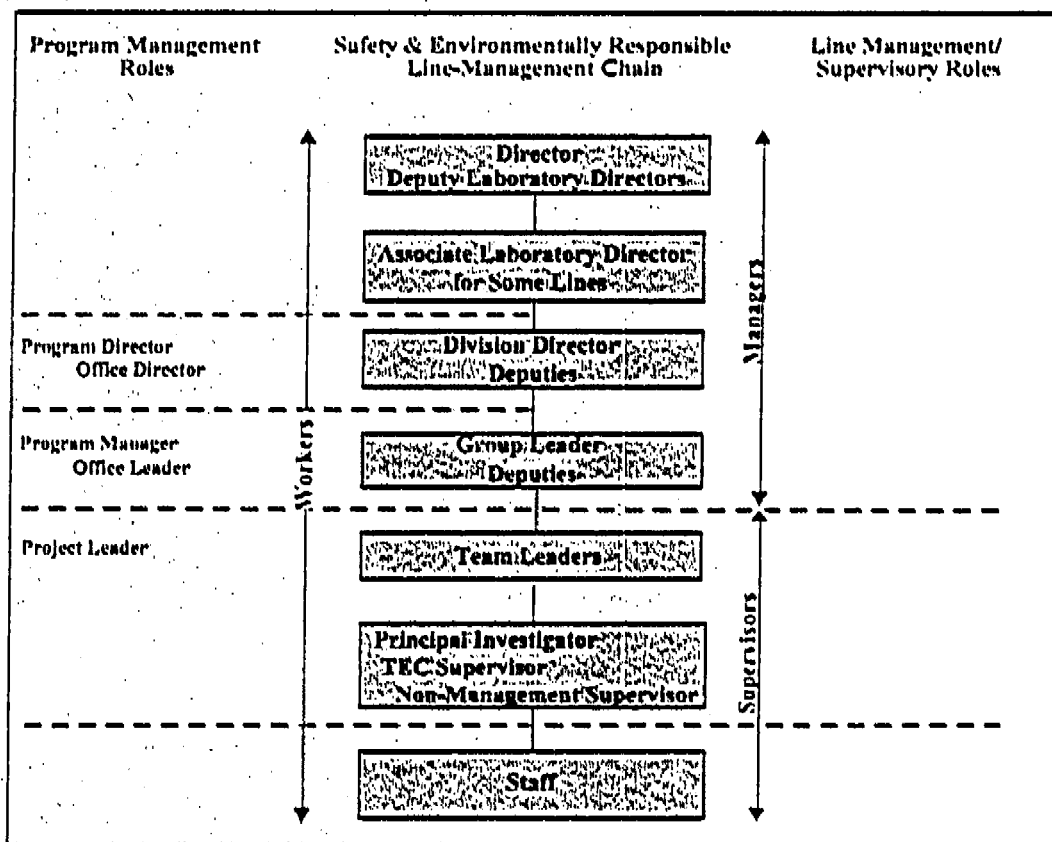 Program Management
Roles
Safety & Environmentally Responsible
Line-Management Chain
Line Management/
Supervisory Roles
Director
Deputy Laboratory Directors
Associate Laboratory Director
for Some Lines
Program Director
Office Director
Division Director
Deputies
Managers
Program Manager
Office Leader
Group Leader
Deputies
Workers
Project Leader
Team Leaders
Principal Investigator
TEC Supervisor
Non-Management Supervisor
Supervisors
Staff